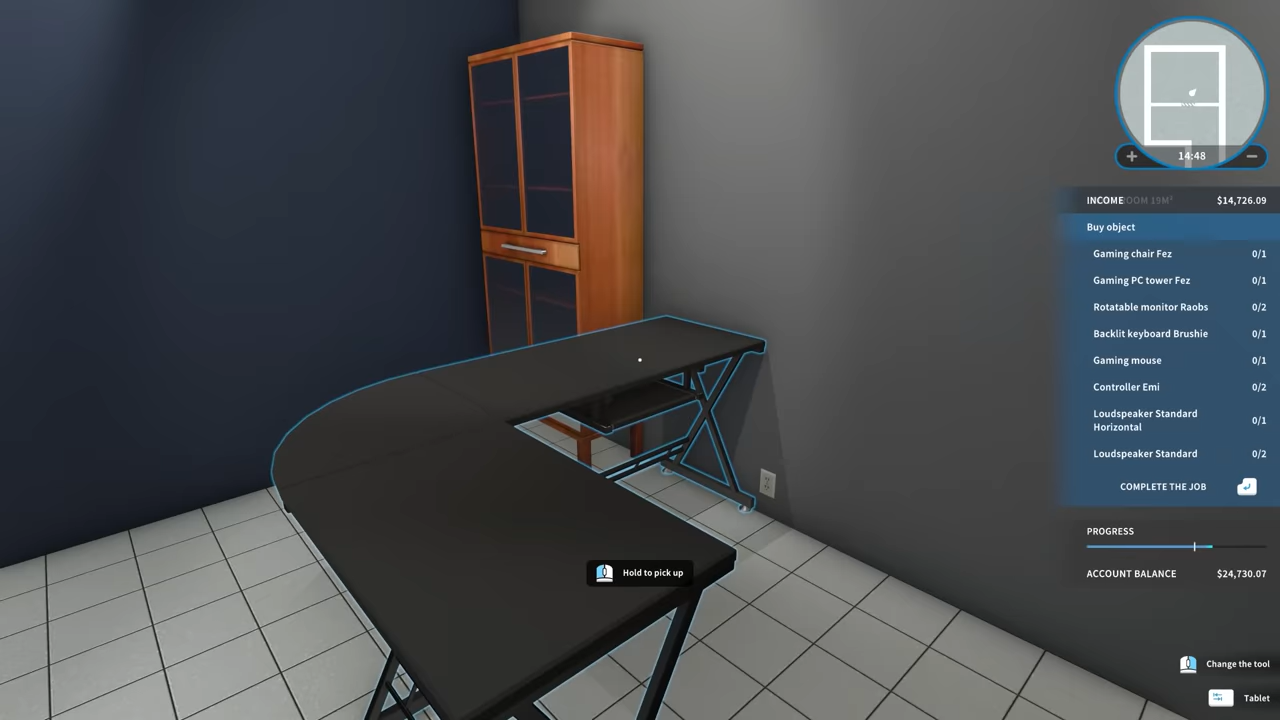 14:48
INCOME ROOM 19M² $14,726.09
Buy object
Gaming chair Fez 0/1
Gaming PC tower Fez 0/1
Rotatable monitor Raobs 0/2
Backlit keyboard Brushie 0/1
Gaming mouse 0/1
Controller Emi 0/2
Loudspeaker Standard
Horizontal 0/1
Loudspeaker Standard 0/2
COMPLETE THE JOB
PROGRESS
ACCOUNT BALANCE $24,730.07
Hold to pick up
Change the tool
Tablet